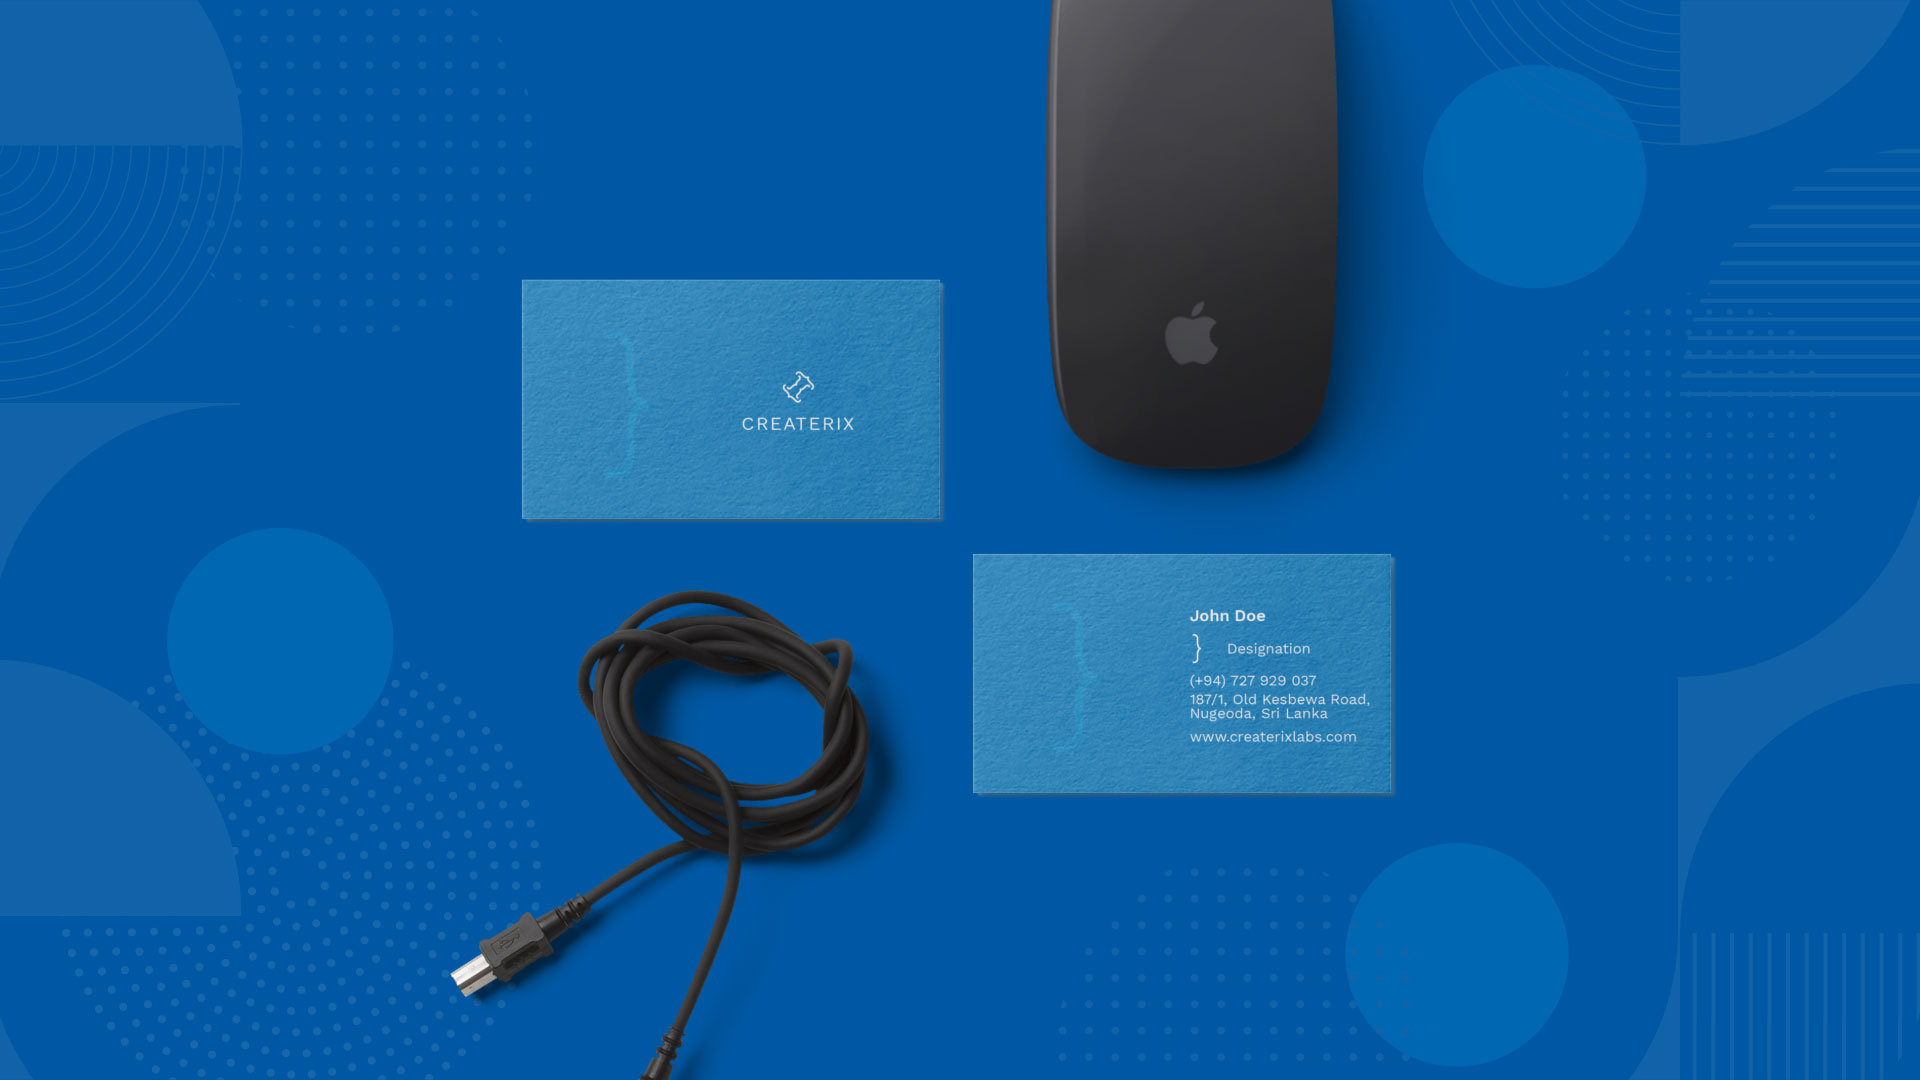 CREATERIX
John Doe
} Designation
(+94) 727 929 037
187/1, Old Kesbewa Road,
Nugeoda, Sri Lanka
www.createrixlabs.com